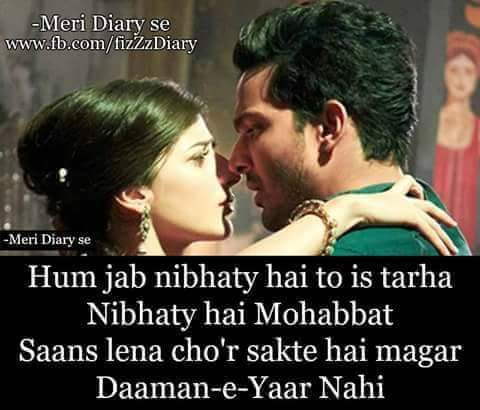 -Meri Diary se
www.fb.com/fizZzDiary
-Meri Diary se
Hum jab nibhaty hai to is tarha
Nibhaty hai Mohabbat
Saans lena cho'r sakte hai magar
Daaman-e-Yaar Nahi